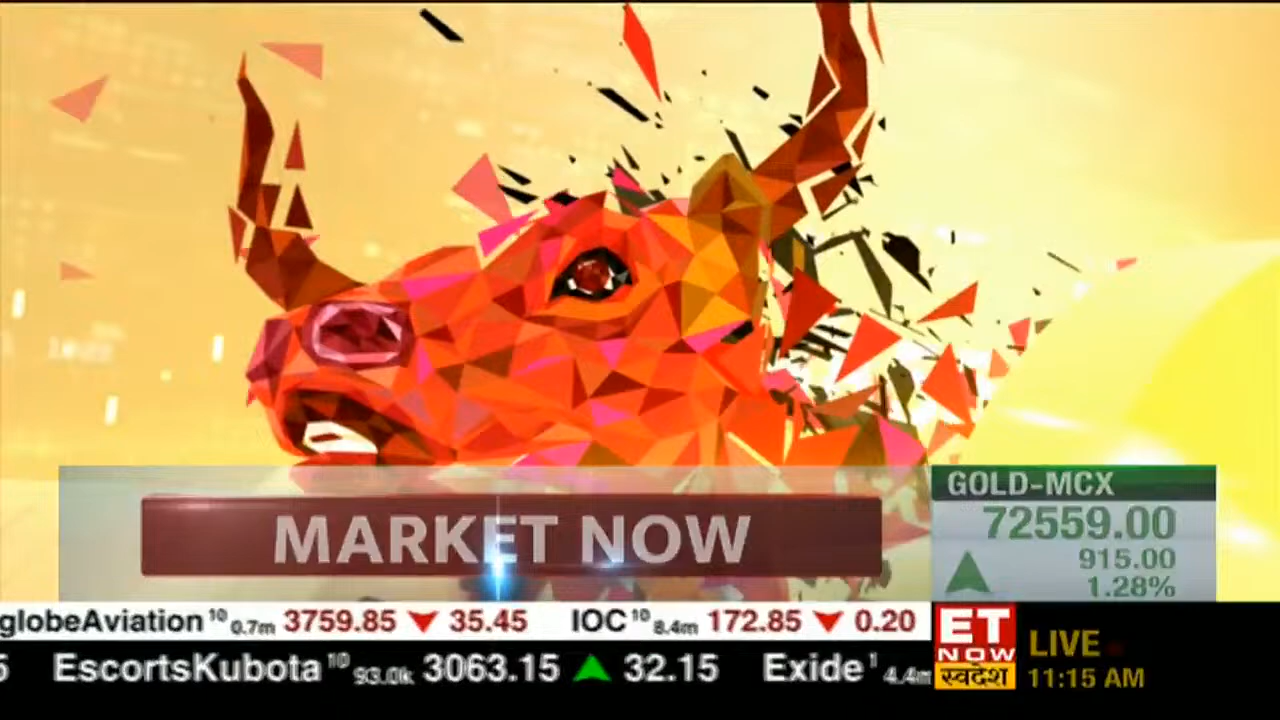 MARKET NOW
GOLD-MCX
72559.00
915.00
1.28%
globeAviation 10 0.7m 3759.85 35.45 IOC 10 8.4m 172.85 0.20
5 EscortsKubota 10 93.0k 3063.15 32.15 Exide 1 4.4m
ET
NOW
स्वदेश
LIVE
11:15 AM